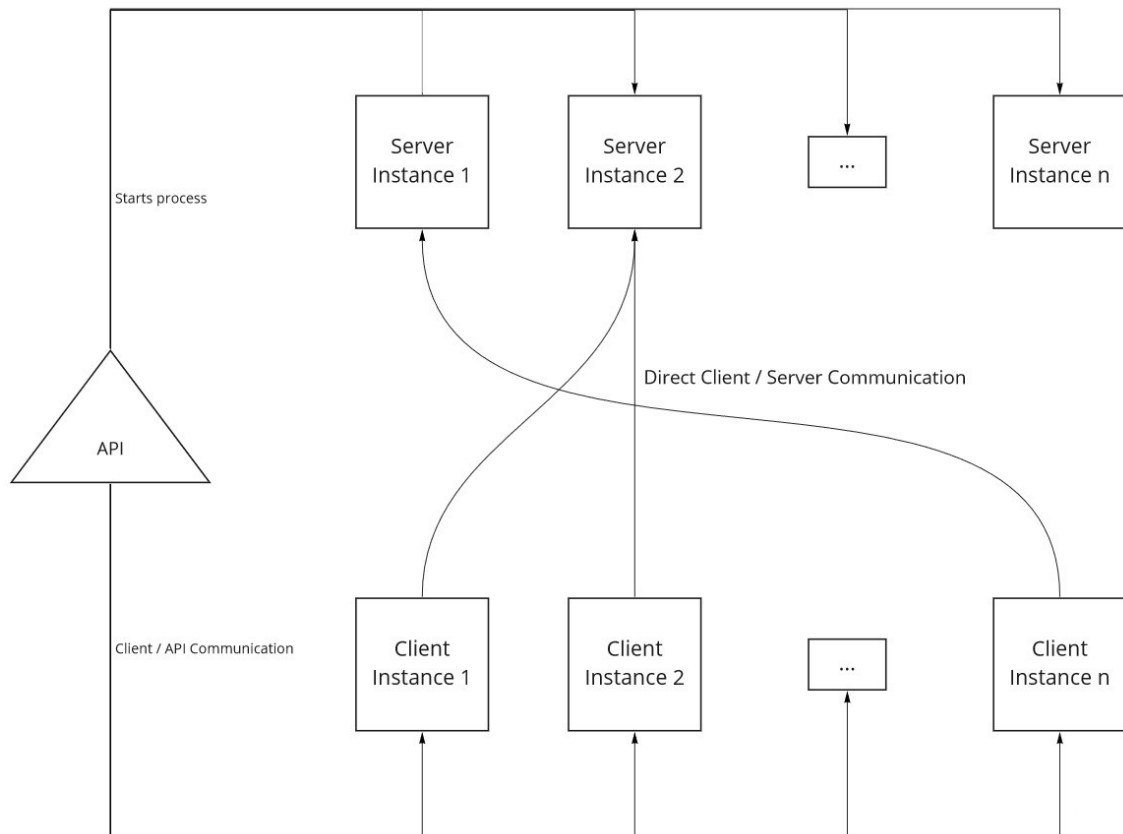 Server
Instance 1
Server
Instance 2
...
Server
Instance n
Starts process
Direct Client / Server Communication
API
Client / API Communication
Client
Instance 1
Client
Instance 2
...
Client
Instance n